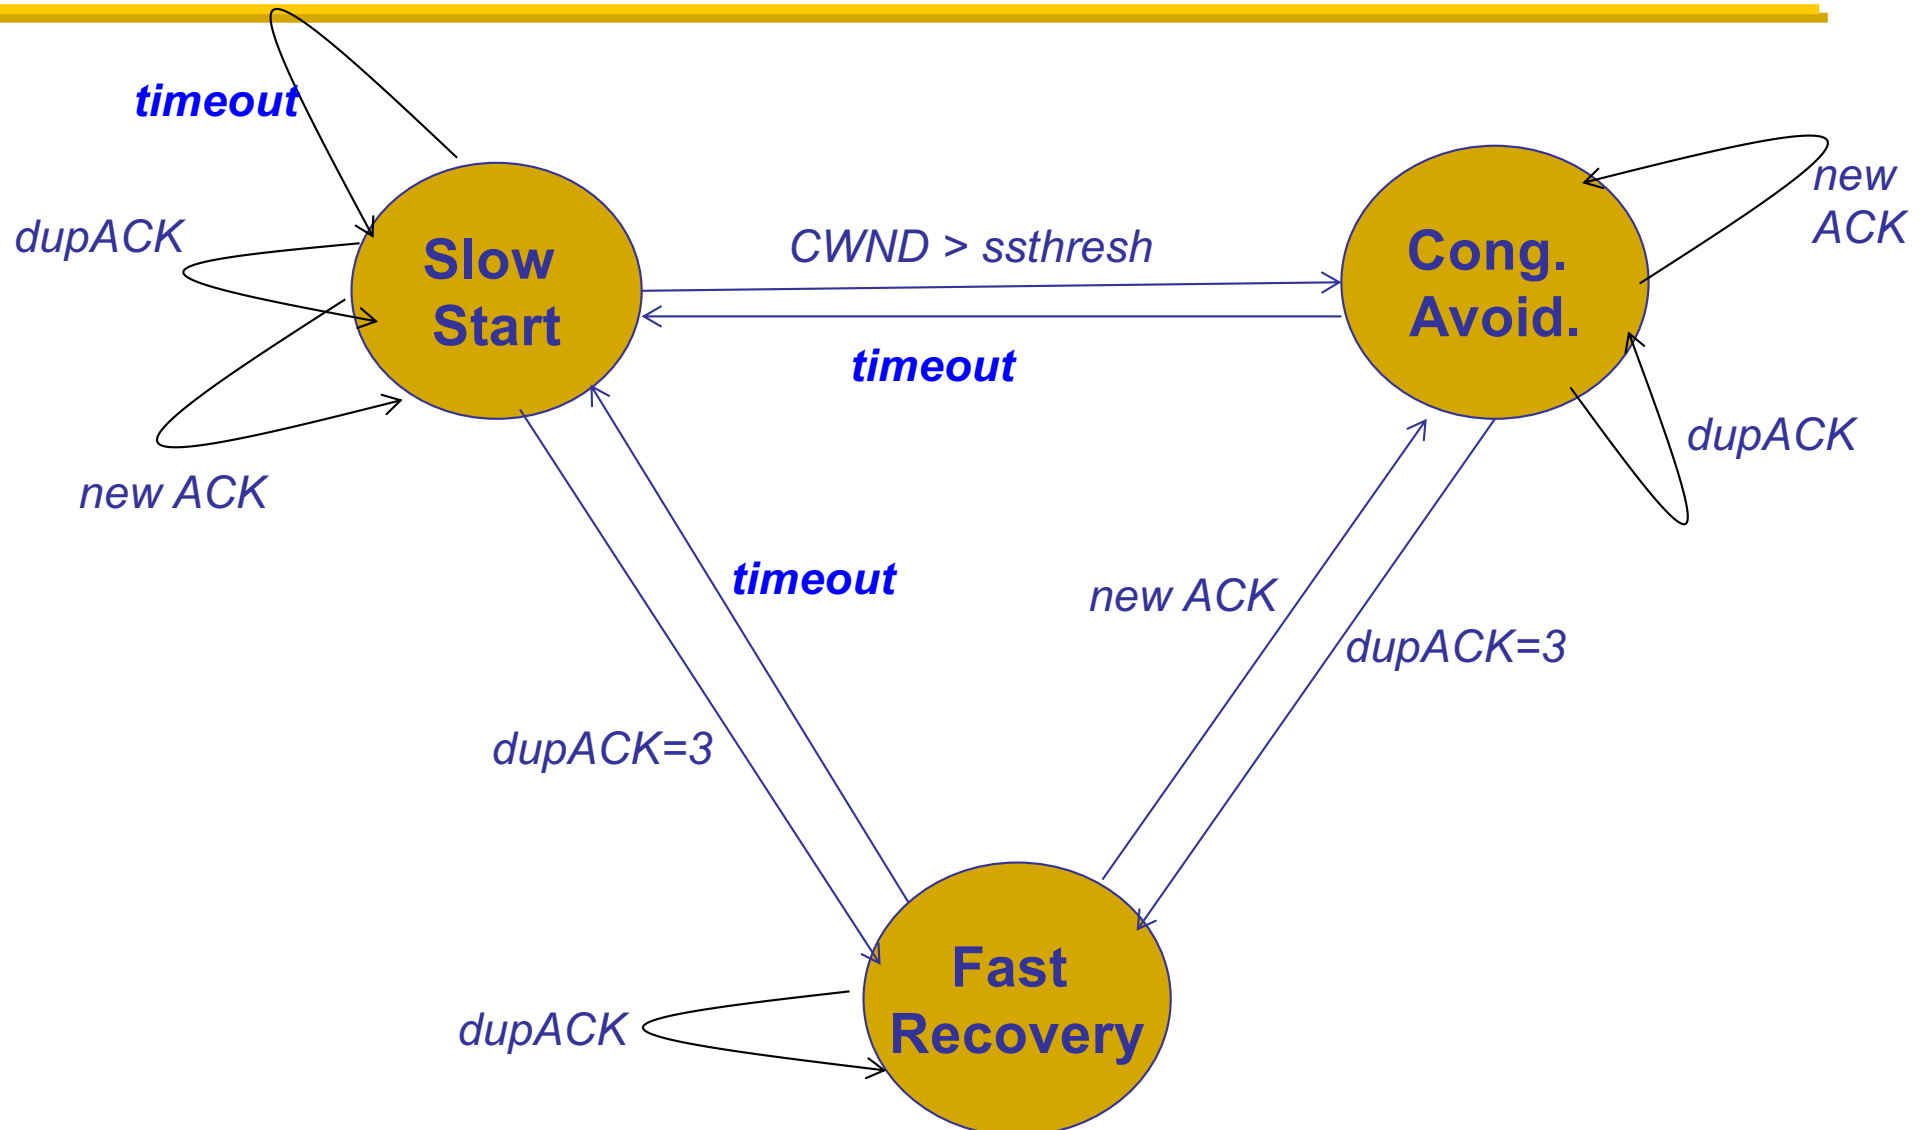 timeout
dupACK
new ACK
Slow
Start
CWND > ssthresh
timeout
Cong.
Avoid.
new
ACK
dupACK
timeout
new ACK
dupACK=3
dupACK=3
Fast
Recovery
dupACK